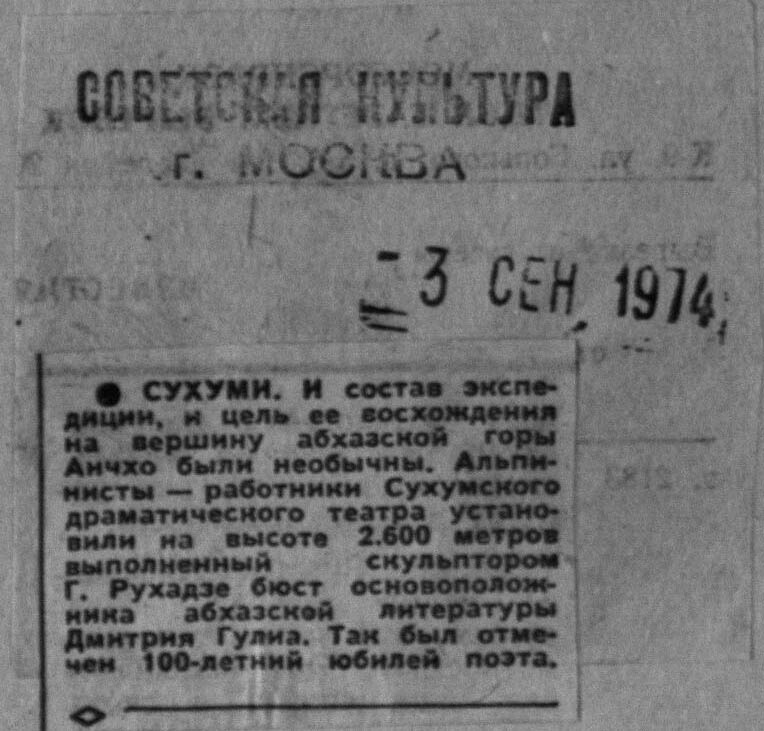 СОВЕТСКАЯ КУЛЬТУРА
г. МОСКВА
- 3 СЕН. 1974
● СУХУМИ. И состав экспе-
диции, и цель ее восхождения
на вершину абхазской горы
Анчхо были необычны. Альпи-
нисты — работники Сухумского
драматического театра устано-
вили на высоте 2.600 метров
выполненный скульптором
Г. Рухадзе бюст основополож-
ника абхазской литературы
Дмитрия Гулиа. Так был отме-
чен 100-летний юбилей поэта.